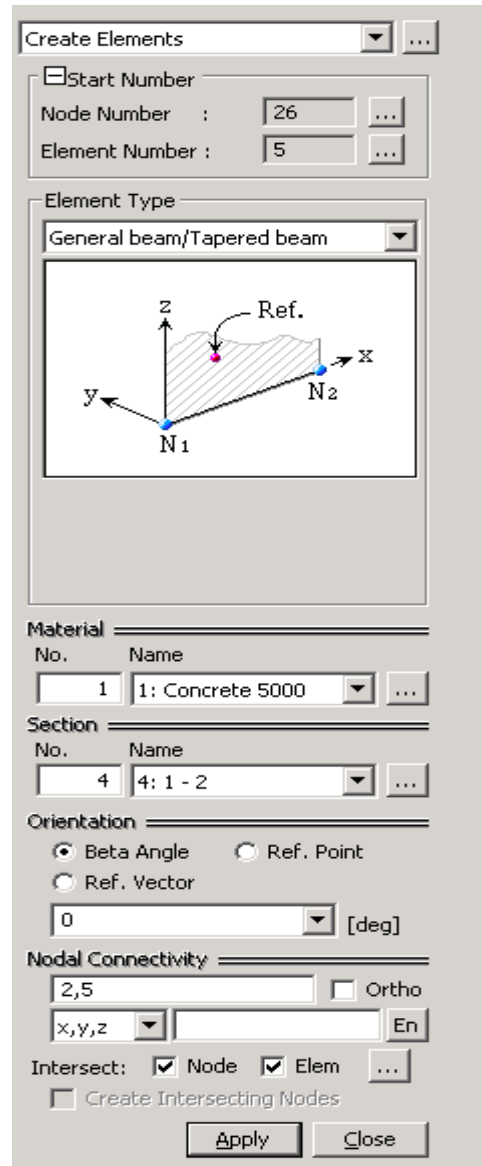 Create Elements ...
Start Number
Node Number : 26 ...
Element Number : 5 ...
Element Type
General beam/Tapered beam
z Ref.
x
y N2
N1
Material
No. Name
1 1: Concrete 5000 ...
Section
No. Name
4 4: 1 - 2 ...
Orientation
Beta Angle Ref. Point
Ref. Vector
0 [deg]
Nodal Connectivity
2,5 Ortho
x,y,z En
Intersect: Node Elem ...
Create Intersecting Nodes
Apply Close